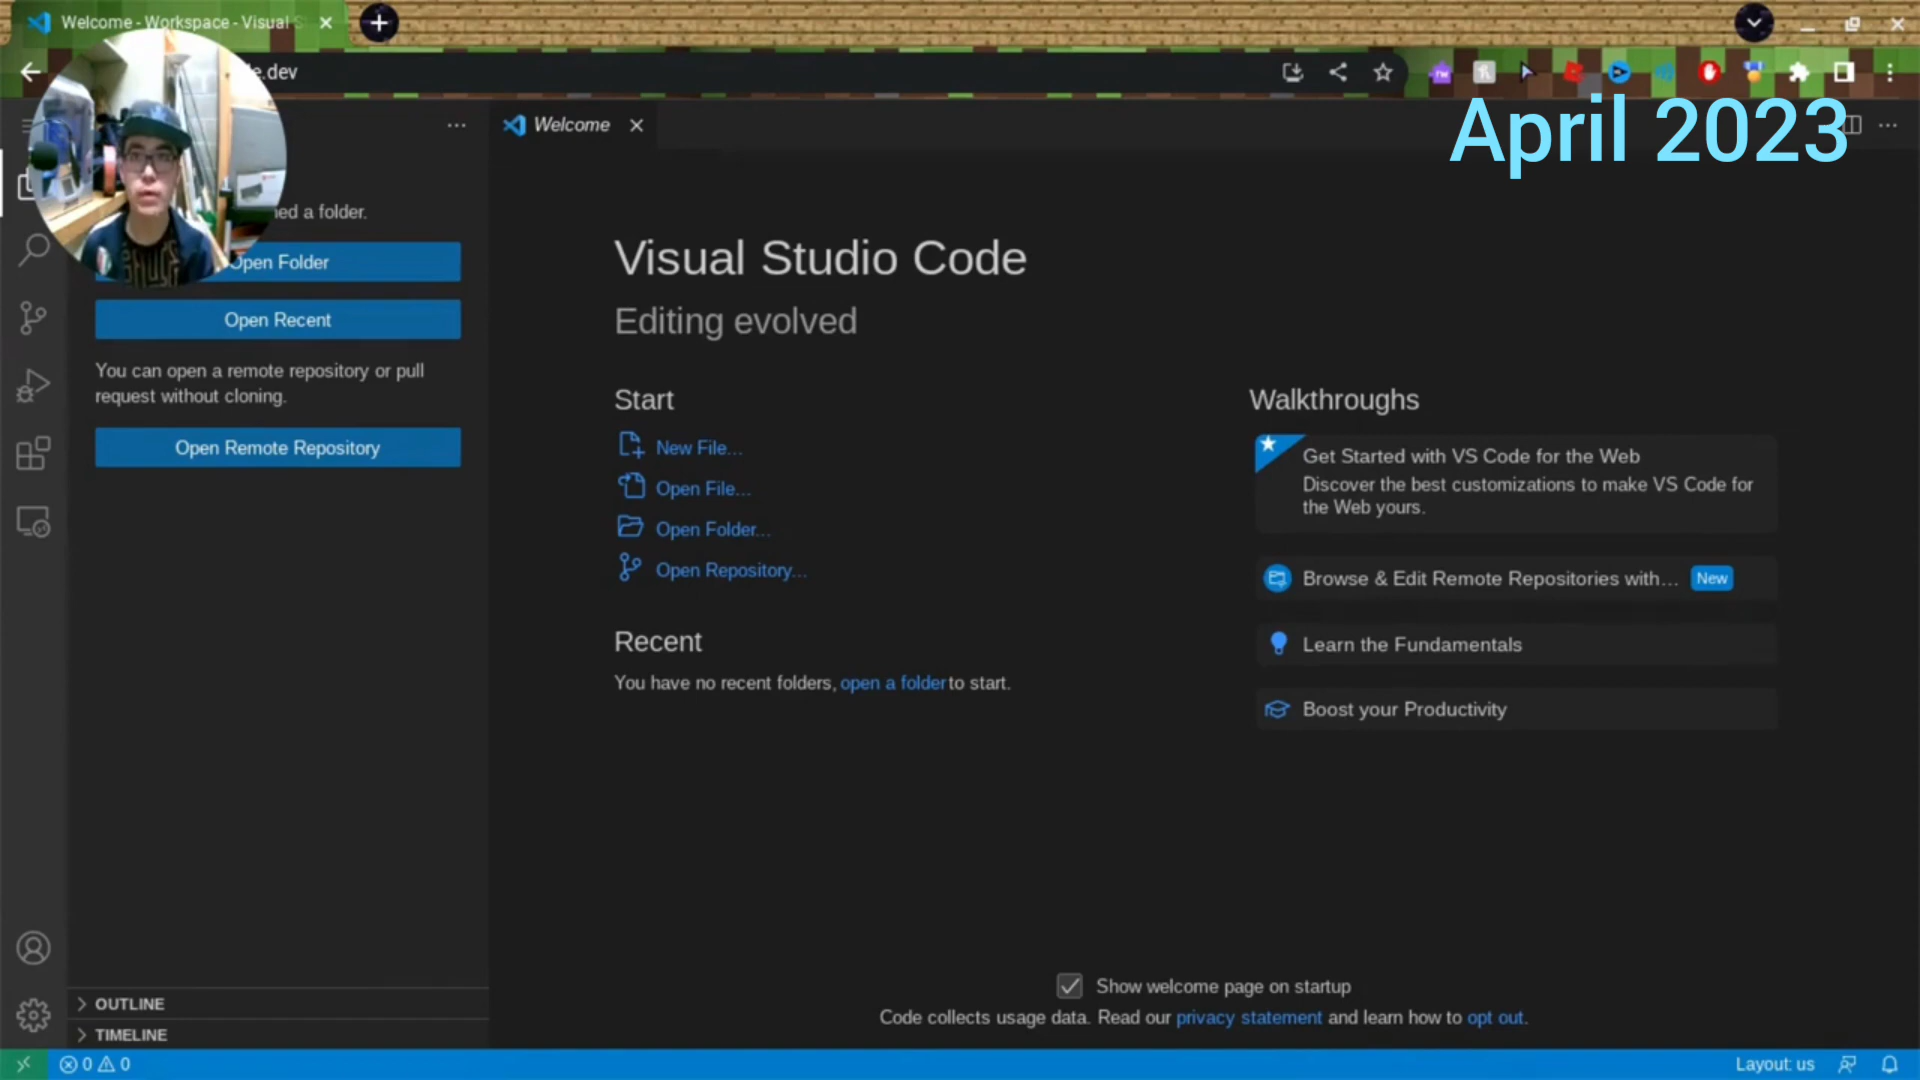 Welcome - Workspace - Visual S
e.dev
April 2023
Welcome
ned a folder.
Open Folder
Open Recent
You can open a remote repository or pull
request without cloning.
Open Remote Repository
Visual Studio Code
Editing evolved
Start
New File...
Open File...
Open Folder...
Open Repository...
Recent
You have no recent folders, open a folder to start.
Walkthroughs
Get Started with VS Code for the Web
Discover the best customizations to make VS Code for
the Web yours.
Browse & Edit Remote Repositories with... New
Learn the Fundamentals
Boost your Productivity
Show welcome page on startup
Code collects usage data. Read our privacy statement and learn how to opt out.
OUTLINE
TIMELINE
0 0
Layout: us